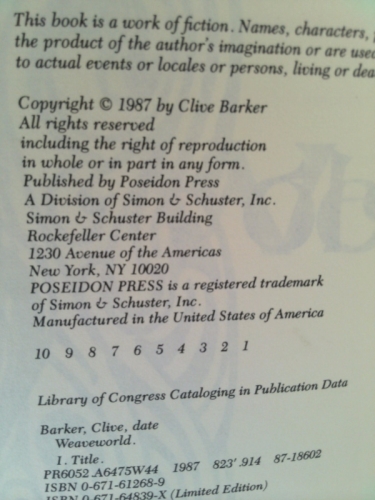 This book is a work of fiction. Names, characters,
the product of the author's imagination or are used
to actual events or locales or persons, living or
Copyright © 1987 by Clive Barker
All rights reserved
including the right of reproduction
in whole or in part in any form.
Published by Poseidon Press
A Division of Simon & Schuster, Inc.
Simon & Schuster Building
Rockefeller Center
1230 Avenue of the Americas
New York, NY 10020
POSEIDON PRESS is a registered trademark
of Simon & Schuster, Inc.
Manufactured in the United States of America
10 9 8 7 6 5 4 3 2 1
Library of Congress Cataloging in Publication Data
Barker, Clive, date
Weaveworld.
I. Title.
PR6052.A6475W44 1987 823'.914 87-18602
ISBN 0-671-61268-9
ISBN 0-671-64839-X (Limited Edition)